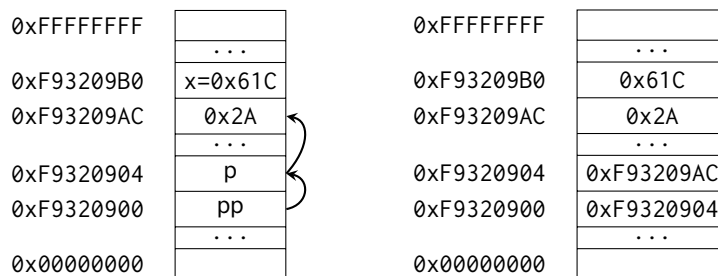 0xFFFFFFFF 0xFFFFFFFF
... ...
0xF93209B0 x=0x61C 0xF93209B0 0x61C
0xF93209AC 0x2A 0xF93209AC 0x2A
... ...
0xF9320904 p 0xF9320904 0xF93209AC
0xF9320900 pp 0xF9320900 0xF9320904
... ...
0x00000000 0x00000000